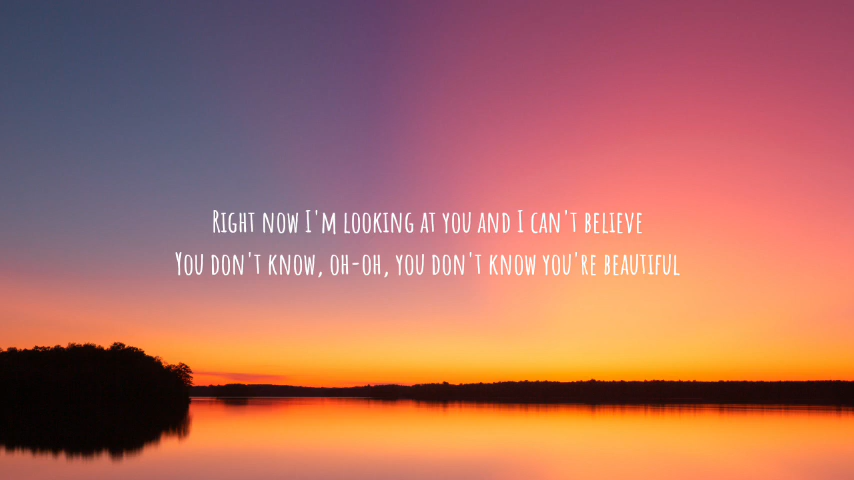 Right now I'm looking at you and I can't believe
You don't know, oh-oh, you don't know you're beautiful